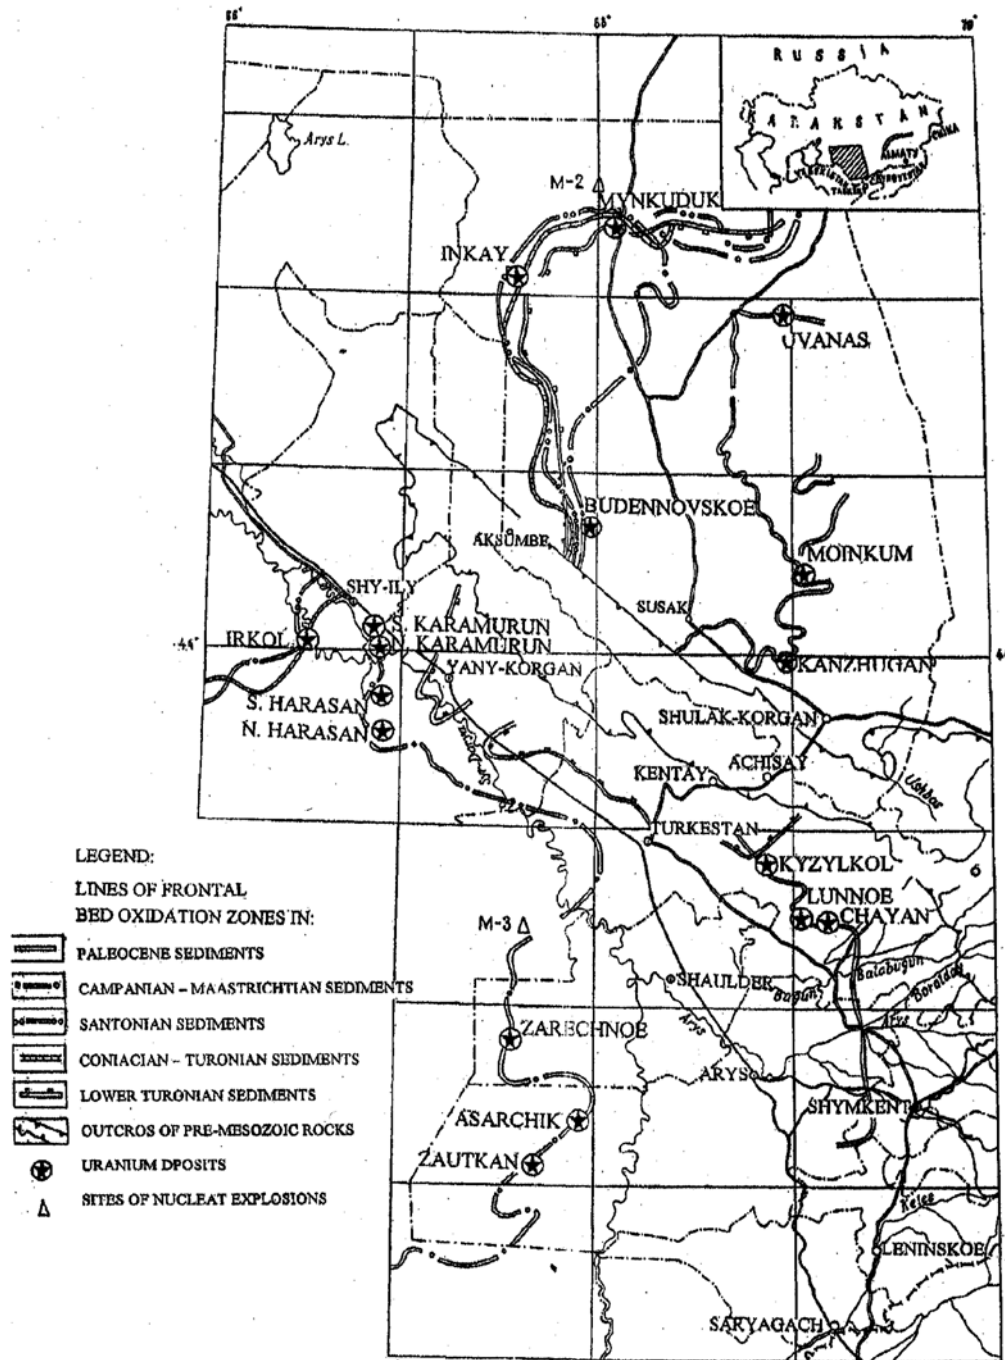 66°
68°
70°
RUSSIA
KAZAKSTAN
ALMATY
CHINA
Arys L.
M-2
MYNKUDUK
INKAY
UVANAS
BUDENNOVSKOE
AKSUMBE
MOINKUM
SHY-ILY
SUSAK
S. KARAMURUN
IRKOL
N. KARAMURUN
44°
YANY-KORGAN
KANZHUGAN
S. HARASAN
SHULAK-KORGAN
N. HARASAN
ACHISAY
KENTAY
TURKESTAN
KYZYLKOL
LUNNOE
CHAYAN
M-3
Balabugun
SHAULDER
Bugun
Boralday
Arys
Arys
ZARECHNOE
ARYS
SHYMKENT
ASARCHIK
ZAUTKAN
Keles
LENINSKOE
SARYAGACH
LEGEND:
LINES OF FRONTAL
BED OXIDATION ZONES IN:
PALEOCENE SEDIMENTS
CAMPANIAN - MAASTRICHTIAN SEDIMENTS
SANTONIAN SEDIMENTS
CONIACIAN - TURONIAN SEDIMENTS
LOWER TURONIAN SEDIMENTS
OUTCROS OF PRE-MESOZOIC ROCKS
URANIUM DPOSITS
SITES OF NUCLEAT EXPLOSIONS